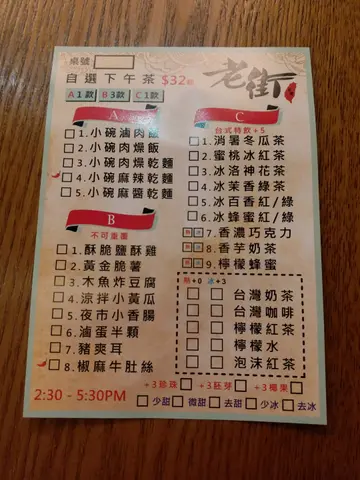 桌號
自選下午茶 $32起
老街
A1款 B3款 C1款
A
1.小碗滷肉飯
2.小碗肉燥飯
3.小碗肉燥乾麵
4.小碗麻辣乾麵
5.小碗麻醬乾麵
B
不可重覆
1.酥脆鹽酥雞
2.黃金脆薯
3.木魚炸豆腐
4.涼拌小黃瓜
5.夜市小香腸
6.滷蛋半顆
7.豬爽耳
8.椒麻牛肚絲
2:30 - 5:30PM
C
台式特飲+5
1.消暑冬瓜茶
2.蜜桃冰紅茶
3.冰洛神花茶
4.冰茉香綠茶
5.冰百香紅/綠
6.冰蜂蜜紅/綠
7.香濃巧克力
8.香芋奶茶
9.檸檬蜂蜜
熱+0 冰+3
台灣奶茶
台灣咖啡
檸檬紅茶
檸檬水
泡沫紅茶
+3珍珠 +3胚芽 +3椰果
少甜 微甜 去甜 少冰 去冰